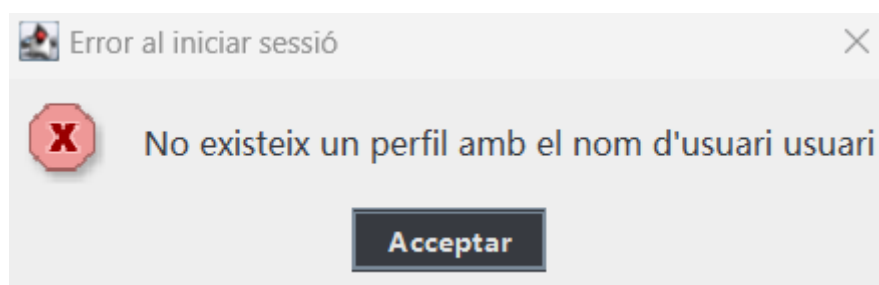 Error al iniciar sessió
No existeix un perfil amb el nom d'usuari usuari
Acceptar